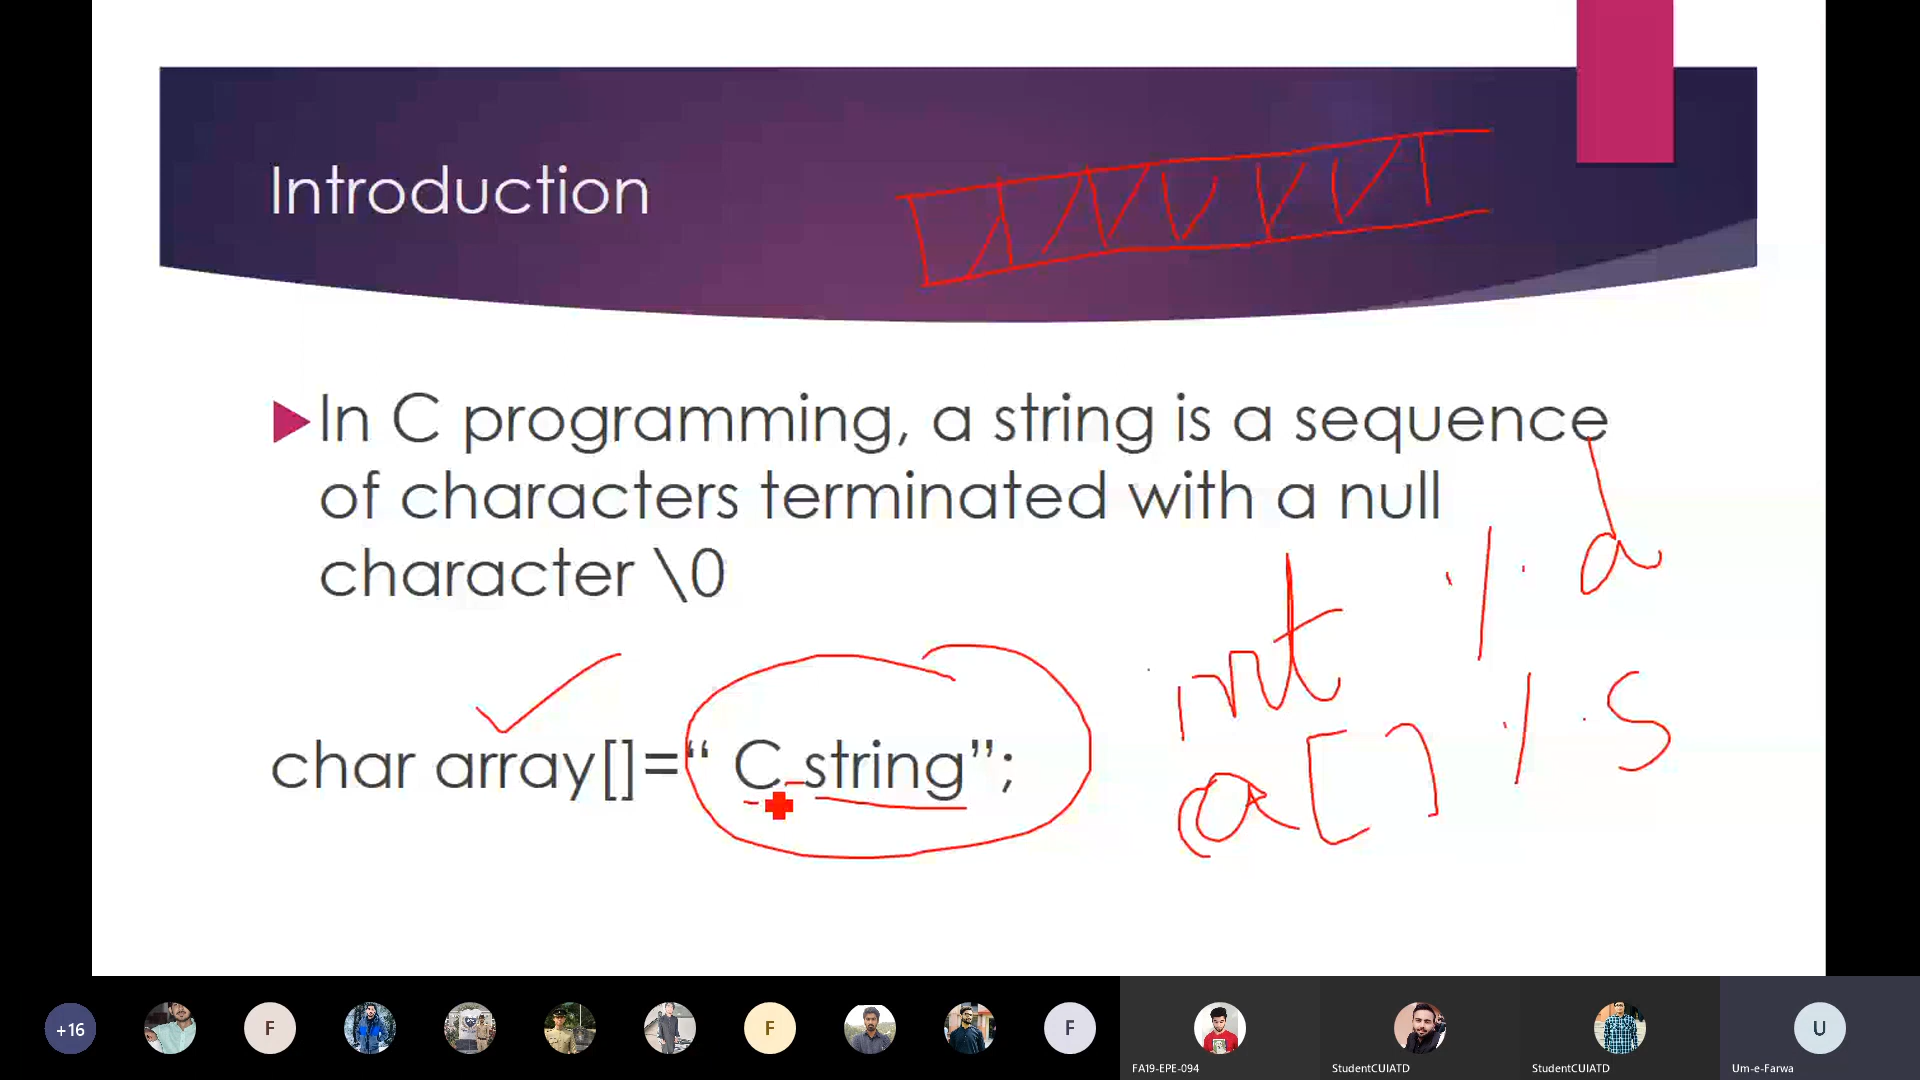 Introduction
In C programming, a string is a sequence
of characters terminated with a null
character \0
int % d
char array[]=“ C string”;
a[] % s
+16
F
F
F
U
FA19-EPE-094
StudentCUIATD
StudentCUIATD
Um-e-Farwa